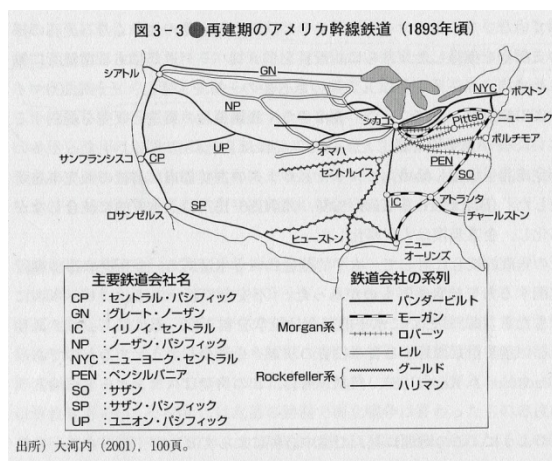 図3-3●再建期のアメリカ幹線鉄道（1893年頃）
シアトル
GN
NYC
ボストン
NP
シカゴ
Pittsb
ニューヨーク
ボルチモア
UP
オマハ
PEN
サンフランシスコ
CP
セントルイス
SO
IC
アトランタ
ロサンゼルス
SP
チャールストン
ヒューストン
ニュー
オーリンズ
主要鉄道会社名
CP：セントラル・パシフィック
GN：グレート・ノーザン
IC：イリノイ・セントラル
NP：ノーザン・パシフィック
NYC：ニューヨーク・セントラル
PEN：ペンシルバニア
SO：サザン
SP：サザン・パシフィック
UP：ユニオン・パシフィック
鉄道会社の系列
Morgan系
バンダービルト
モーガン
ロバー
ヒル
Rockefeller系
グールド
ハリマン
出所）大河内（2001），100頁。